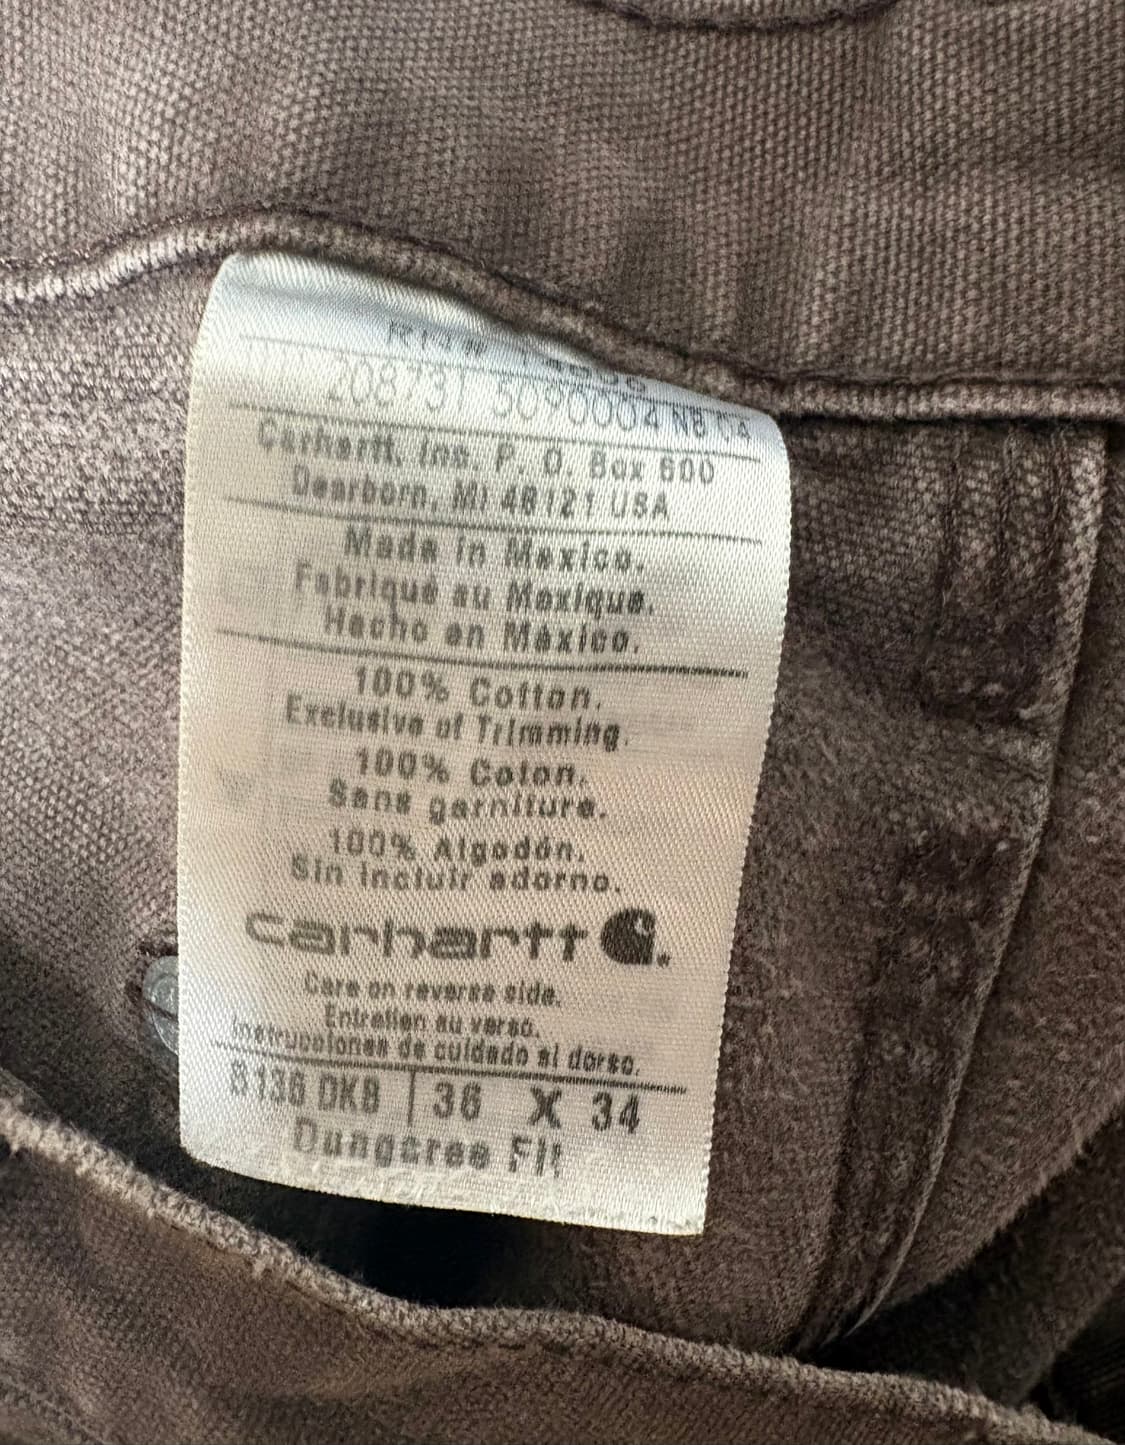 208731 5090004 NB CA
Carhartt, Inc. P. O. Box 600
Dearborn, MI 48121 USA
Made in Mexico.
Fabriqué au Mexique.
Hecho en México.
100% Cotton.
Exclusive of Trimming.
100% Coton.
Sans garniture.
100% Algodón.
Sin incluir adorno.
carhartt
Care on reverse side.
Entretien au verso.
Instrucciones de cuidado al dorso.
B136 DKB | 36 X 34
Dungaree Fit